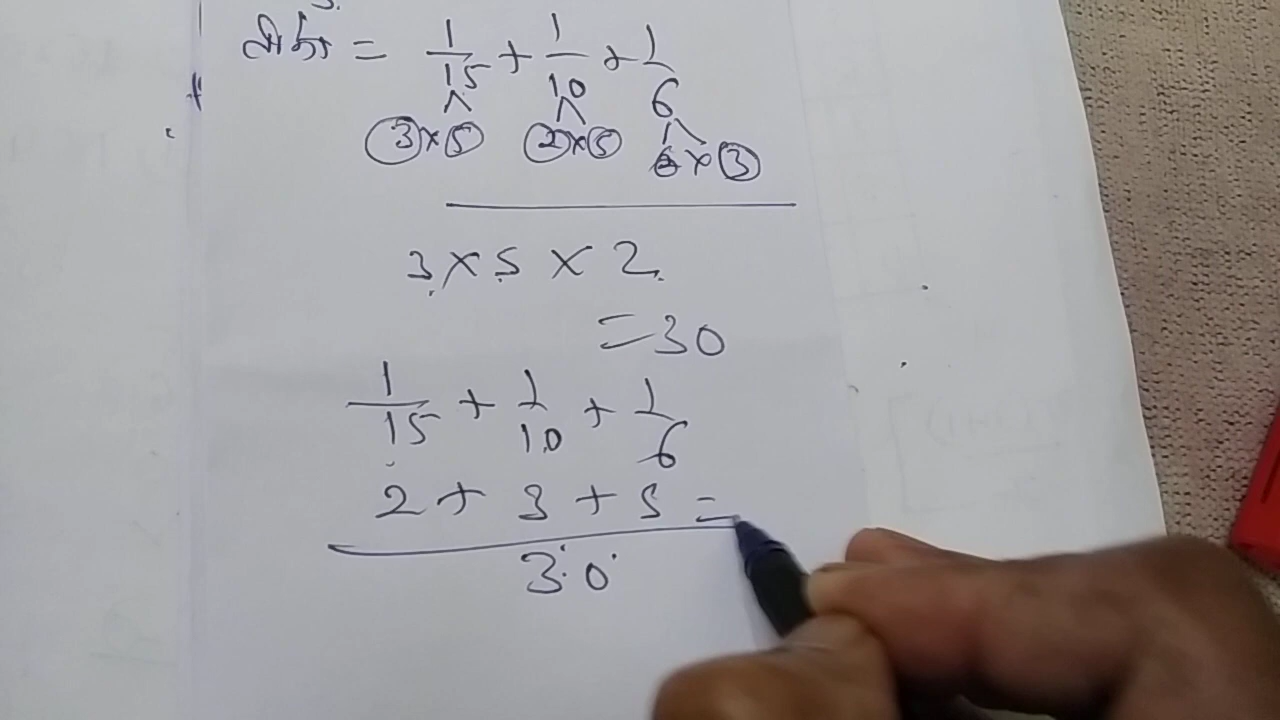 = 1/15 + 1/10 + 1/6
3×5 2×5 2×3
3×5×2
=30
1/15 + 1/10 + 1/6
2+3+5 =
30